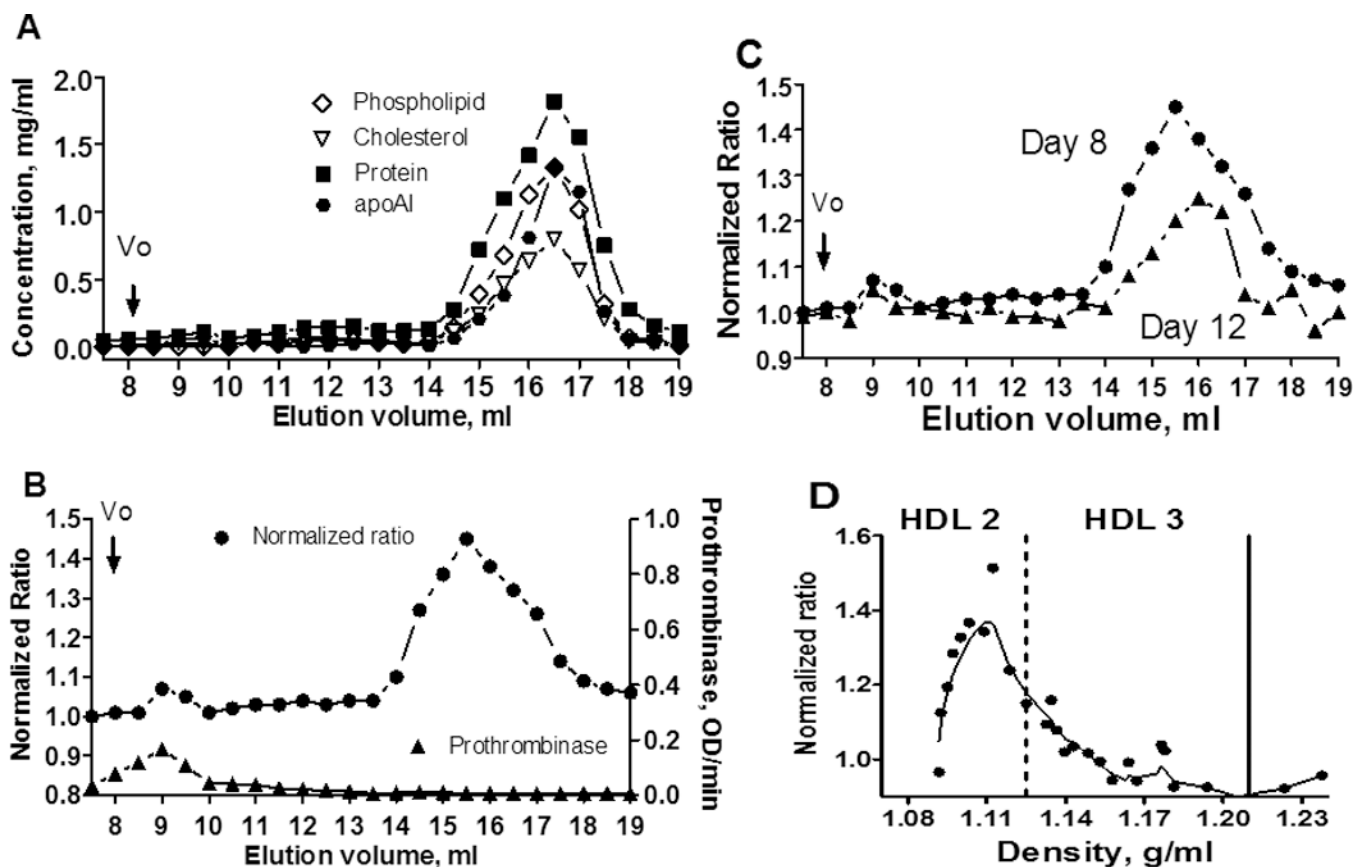 A
Concentration, mg/ml
2.0
1.5
1.0
0.5
0.0
Phospholipid
Cholesterol
Protein
apoAI
Vo
8 9 10 11 12 13 14 15 16 17 18 19
Elution volume, ml
C
Normalized Ratio
1.5
1.4
1.3
1.2
1.1
1.0
0.9
Vo
Day 8
Day 12
8 9 10 11 12 13 14 15 16 17 18 19
Elution volume, ml
B
Vo
Normalized Ratio
1.5
1.4
1.3
1.2
1.1
1.0
0.9
0.8
Normalized ratio
Prothrombinase
1.0
0.8
0.6
0.4
0.2
0.0
Prothrombinase, OD/min
8 9 10 11 12 13 14 15 16 17 18 19
Elution volume, ml
D
HDL 2 HDL 3
Normalized ratio
1.6
1.4
1.2
1.0
1.08 1.11 1.14 1.17 1.20 1.23
Density, g/ml